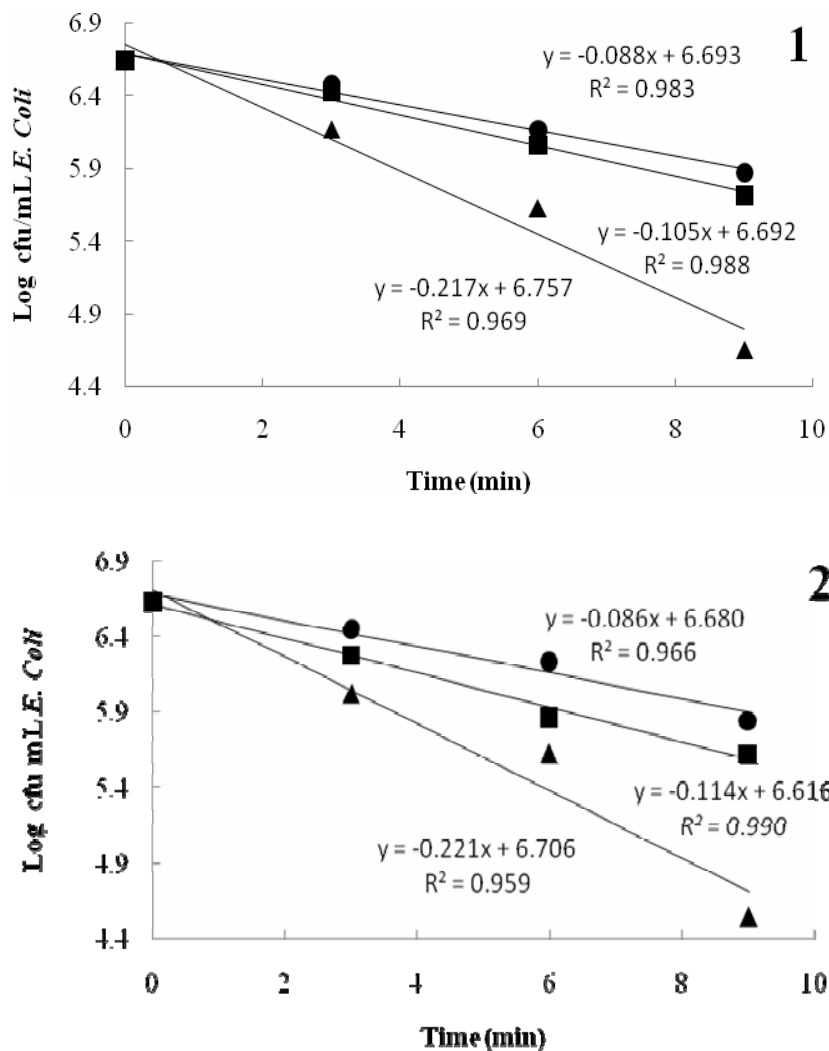 1
6.9
6.4
5.9
5.4
4.9
4.4
Log cfu/mL E. Coli
y = -0.088x + 6.693
R² = 0.983
y = -0.105x + 6.692
R² = 0.988
y = -0.217x + 6.757
R² = 0.969
0 2 4 6 8 10
Time (min)
2
6.9
6.4
5.9
5.4
4.9
4.4
Log cfu mL E. Coli
y = -0.086x + 6.680
R² = 0.966
y = -0.114x + 6.616
R² = 0.990
y = -0.221x + 6.706
R² = 0.959
0 2 4 6 8 10
Time (min)